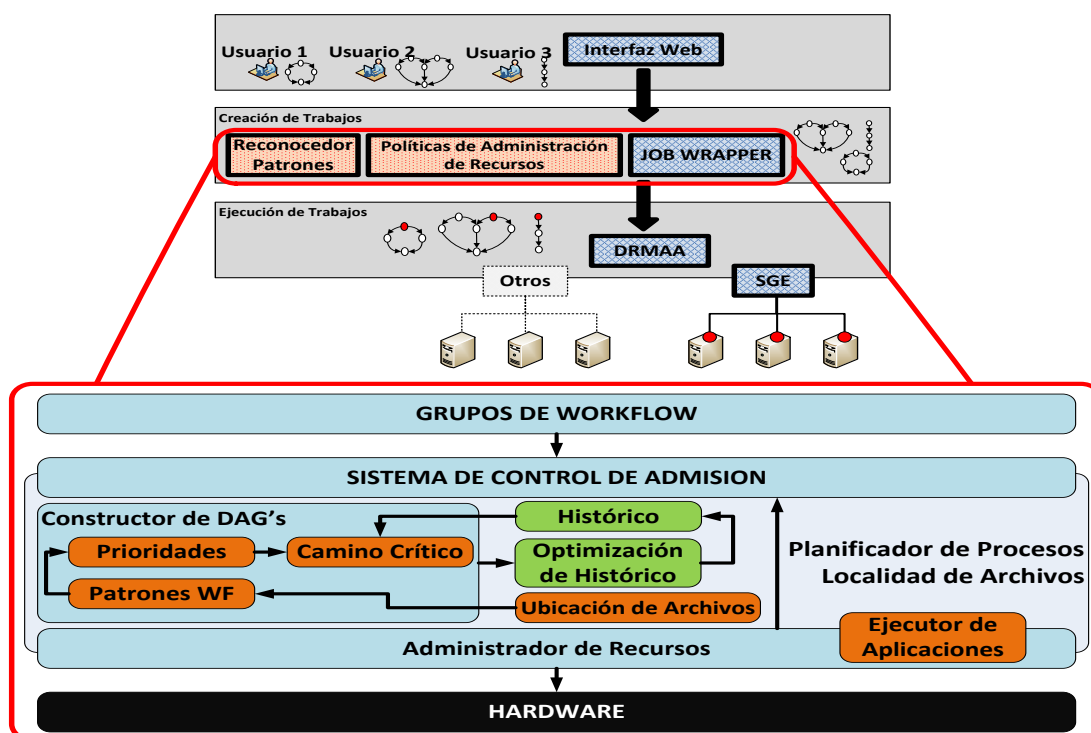 Usuario 1
Usuario 2
Usuario 3
Interfaz Web
Creación de Trabajos
Reconocedor
Patrones
Políticas de Administración
de Recursos
JOB WRAPPER
Ejecución de Trabajos
DRMAA
Otros
SGE
GRUPOS DE WORKFLOW
SISTEMA DE CONTROL DE ADMISION
Constructor de DAG's
Histórico
Prioridades
Camino Crítico
Optimización
de Histórico
Planificador de Procesos
Localidad de Archivos
Patrones WF
Ubicación de Archivos
Ejecutor de
Aplicaciones
Administrador de Recursos
HARDWARE